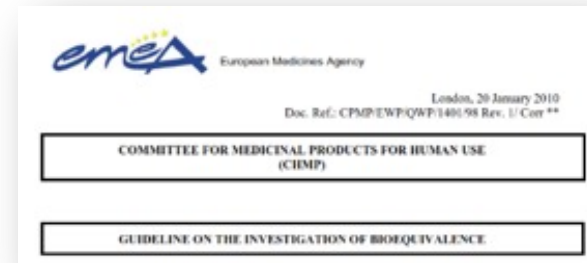 emeA
European Medicines Agency
London, 20 January 2010
Doc. Ref.: CPMP/EWP/QWP/1401/98 Rev. 1/ Corr **
COMMITTEE FOR MEDICINAL PRODUCTS FOR HUMAN USE
(CHMP)
GUIDELINE ON THE INVESTIGATION OF BIOEQUIVALENCE